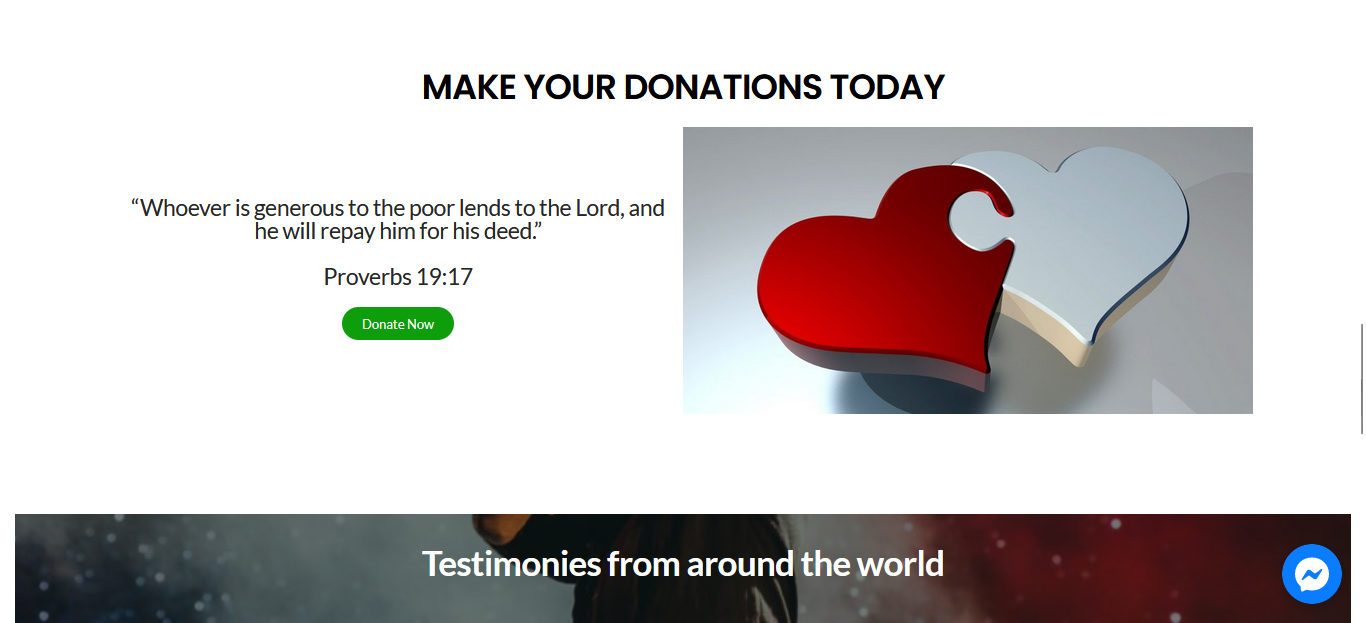 MAKE YOUR DONATIONS TODAY
“Whoever is generous to the poor lends to the Lord, and
he will repay him for his deed.”
Proverbs 19:17
Donate Now
Testimonies from around the world